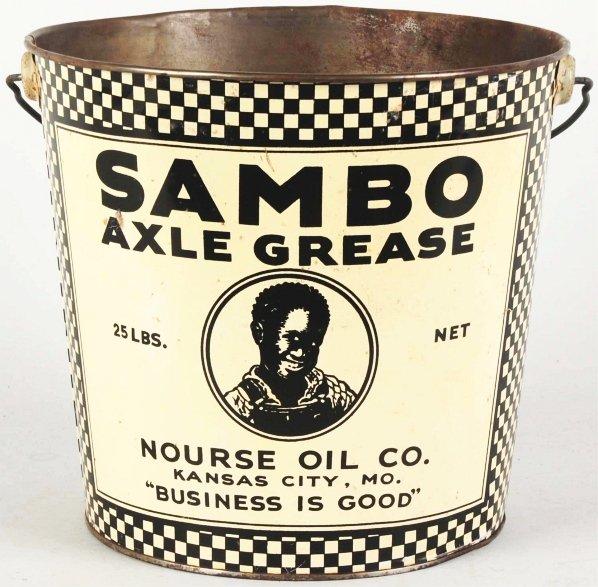 SAMBO
AXLE GREASE
25 LBS. NET
NOURSE OIL CO.
KANSAS CITY, MO.
"BUSINESS IS GOOD"